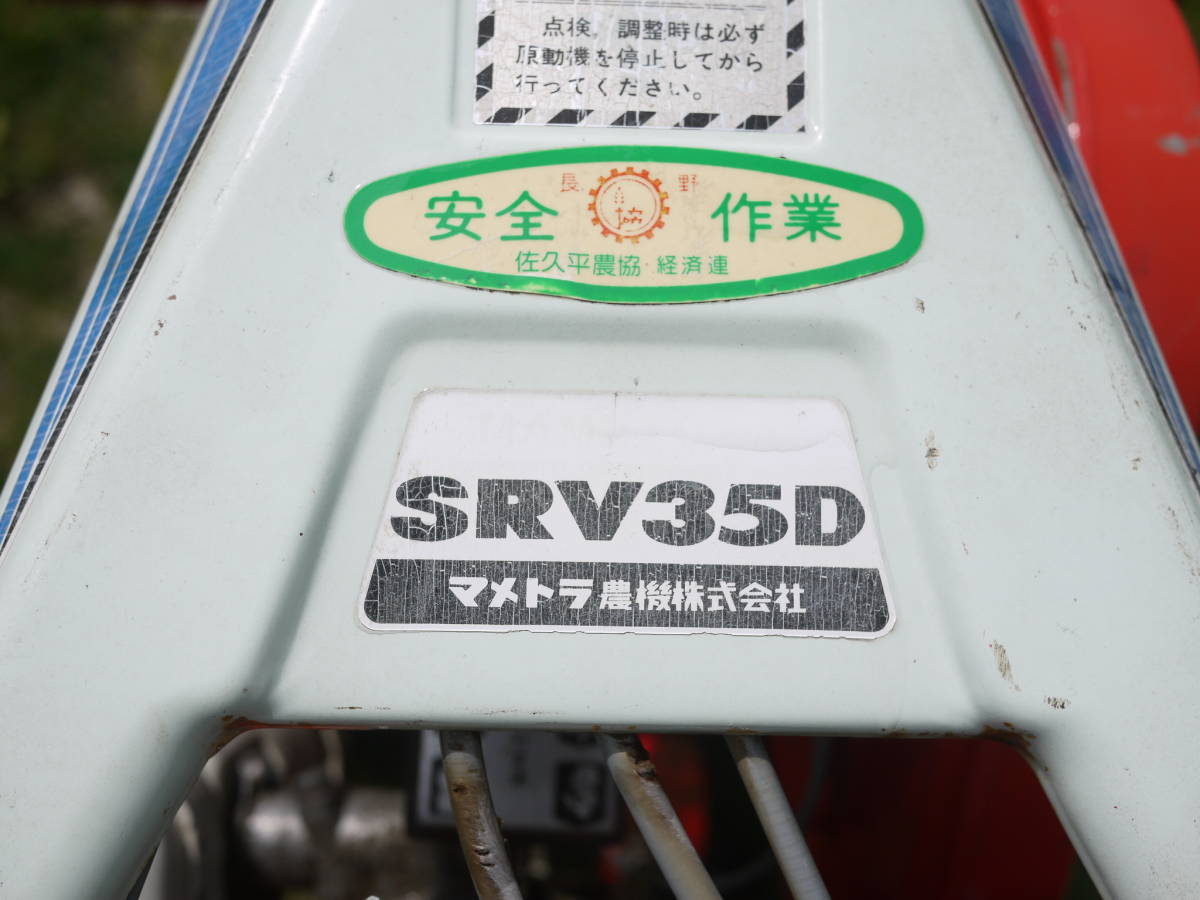 点検、調整時は必ず
原動機を停止してから
行ってください。
長野
安全 協 作業
佐久平農協・経済連
SRV35D
マメトラ農機株式会社